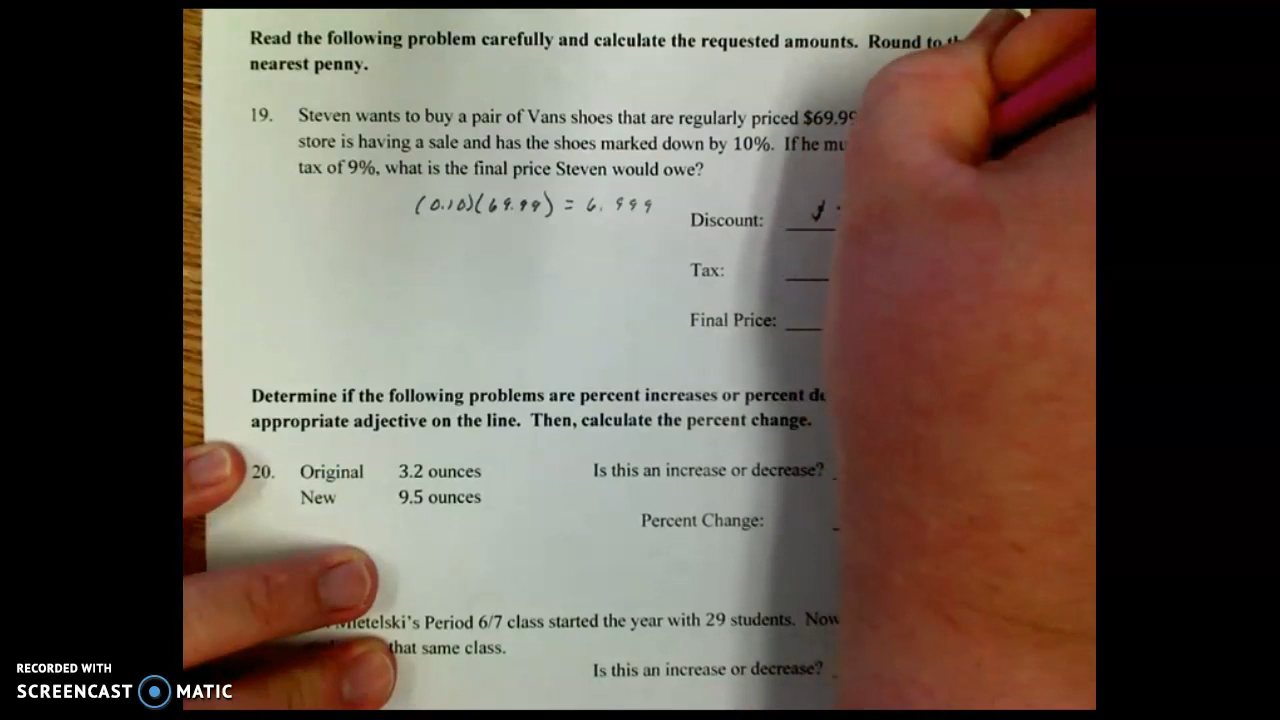 Read the following problem carefully and calculate the requested amounts. Round to th
nearest penny.
19. Steven wants to buy a pair of Vans shoes that are regularly priced $69.99
store is having a sale and has the shoes marked down by 10%. If he mu
tax of 9%, what is the final price Steven would owe?
(0.10)(69.99) = 6.999
Discount: $
Tax:
Final Price:
Determine if the following problems are percent increases or percent de
appropriate adjective on the line. Then, calculate the percent change.
20. Original 3.2 ounces Is this an increase or decrease?
New 9.5 ounces
Percent Change:
Mietelski's Period 6/7 class started the year with 29 students. Now
that same class.
Is this an increase or decrease?
RECORDED WITH
SCREENCAST MATIC